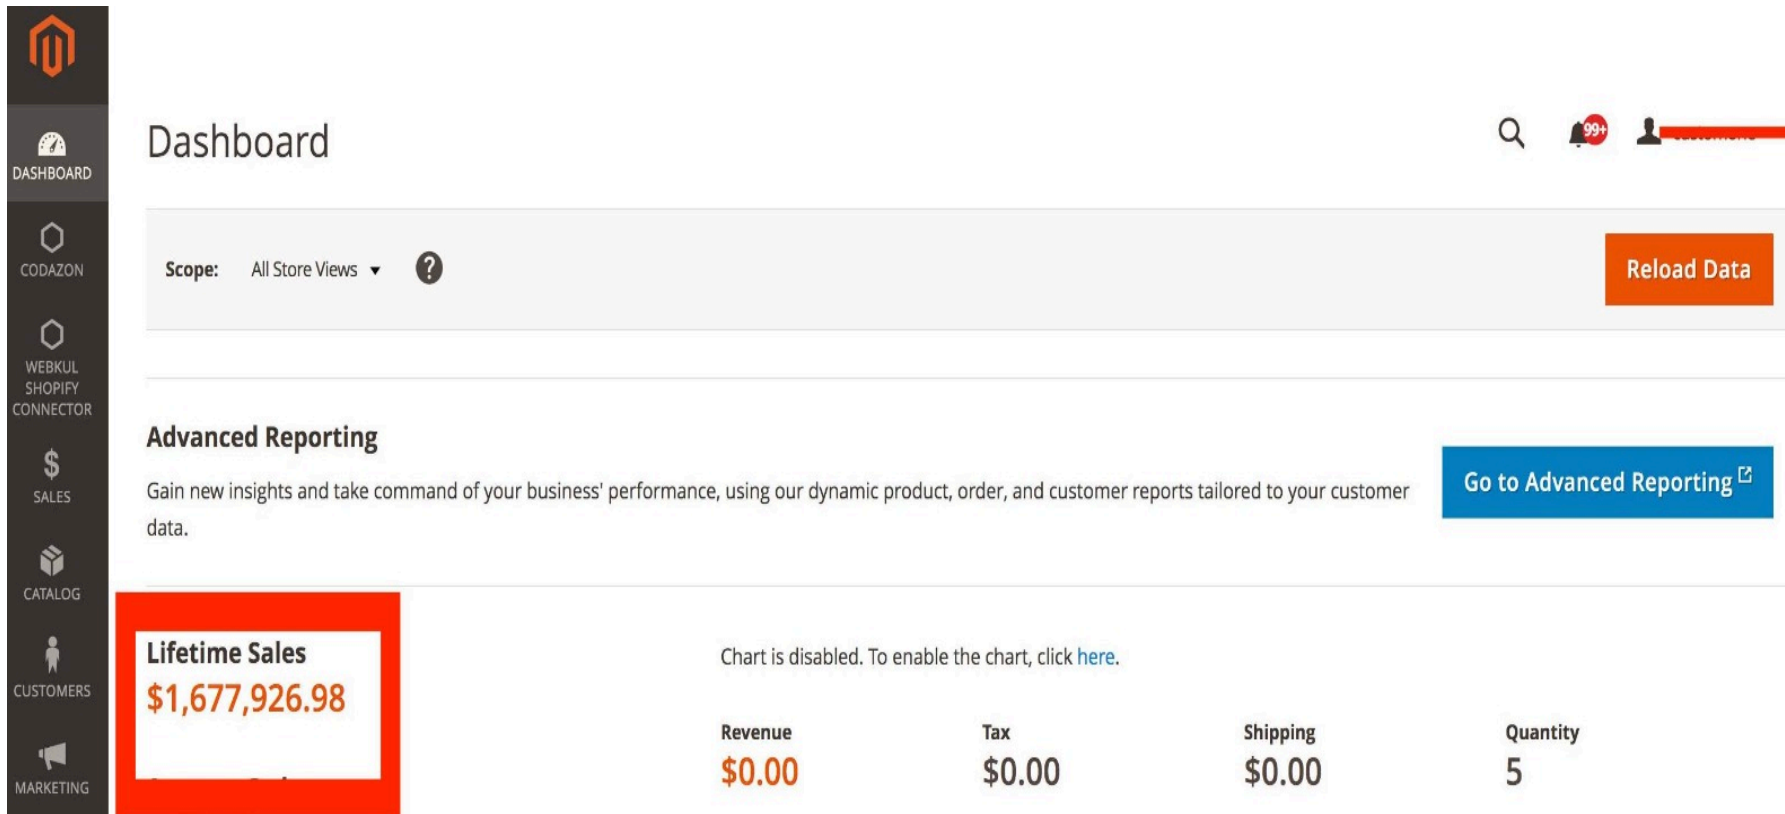 DASHBOARD
CODAZON
WEBKUL
SHOPIFY
CONNECTOR
SALES
CATALOG
CUSTOMERS
MARKETING
Dashboard
99+
Scope: All Store Views ?
Reload Data
Advanced Reporting
Gain new insights and take command of your business' performance, using our dynamic product, order, and customer reports tailored to your customer
data.
Go to Advanced Reporting
Lifetime Sales
$1,677,926.98
Chart is disabled. To enable the chart, click here.
Revenue Tax Shipping Quantity
$0.00 $0.00 $0.00 5